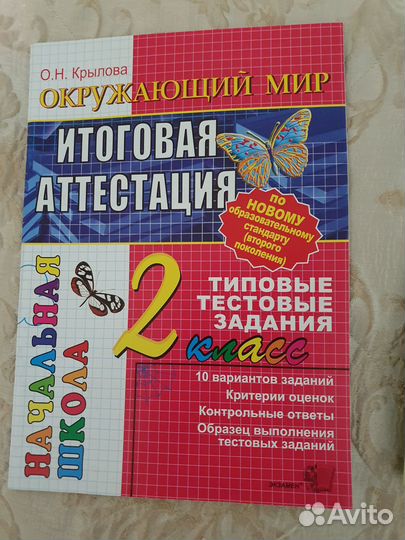 О.Н. Крылова
ОКРУЖАЮЩИЙ МИР
ИТОГОВАЯ
АТТЕСТАЦИЯ
по
НОВОМУ
образовательному
стандарту
(второго
поколения)
НАЧАЛЬНАЯ
ШКОЛА
2
класс
ТИПОВЫЕ
ТЕСТОВЫЕ
ЗАДАНИЯ
10 вариантов заданий
Критерии оценок
Контрольные ответы
Образец выполнения
тестовых заданий
ЭКЗАМЕН
Avito